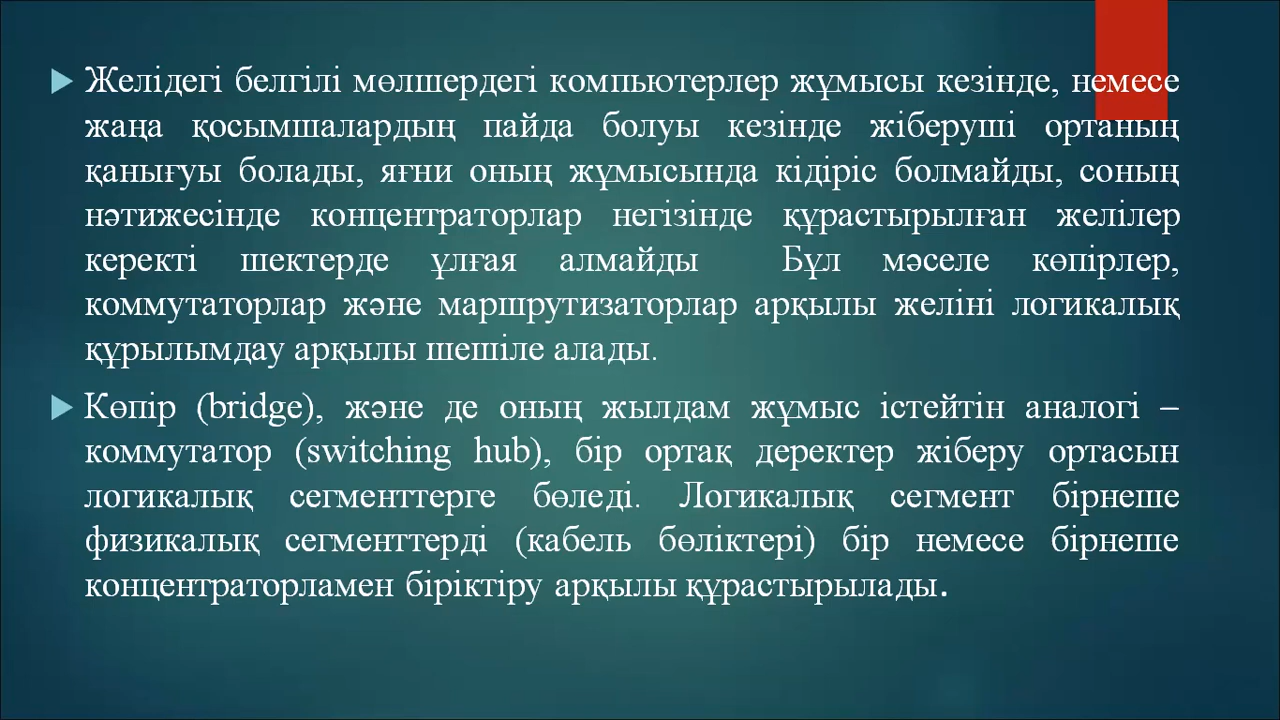 Желідегі белгілі мөлшердегі компьютерлер жұмысы кезінде, немесе
жаңа қосымшалардың пайда болуы кезінде жіберуші ортаның
қанығуы болады, яғни оның жұмысында кідіріс болмайды, соның
нәтижесінде концентраторлар негізінде құрастырылған желілер
керекті шектерде ұлғая алмайды Бұл мәселе көпірлер,
коммутаторлар және маршрутизаторлар арқылы желіні логикалық
құрылымдау арқылы шешіле алады.
Көпір (bridge), және де оның жылдам жұмыс істейтін аналогі –
коммутатор (switching hub), бір ортақ деректер жіберу ортасын
логикалық сегменттерге бөледі. Логикалық сегмент бірнеше
физикалық сегменттерді (кабель бөліктері) бір немесе бірнеше
концентраторламен біріктіру арқылы құрастырылады.